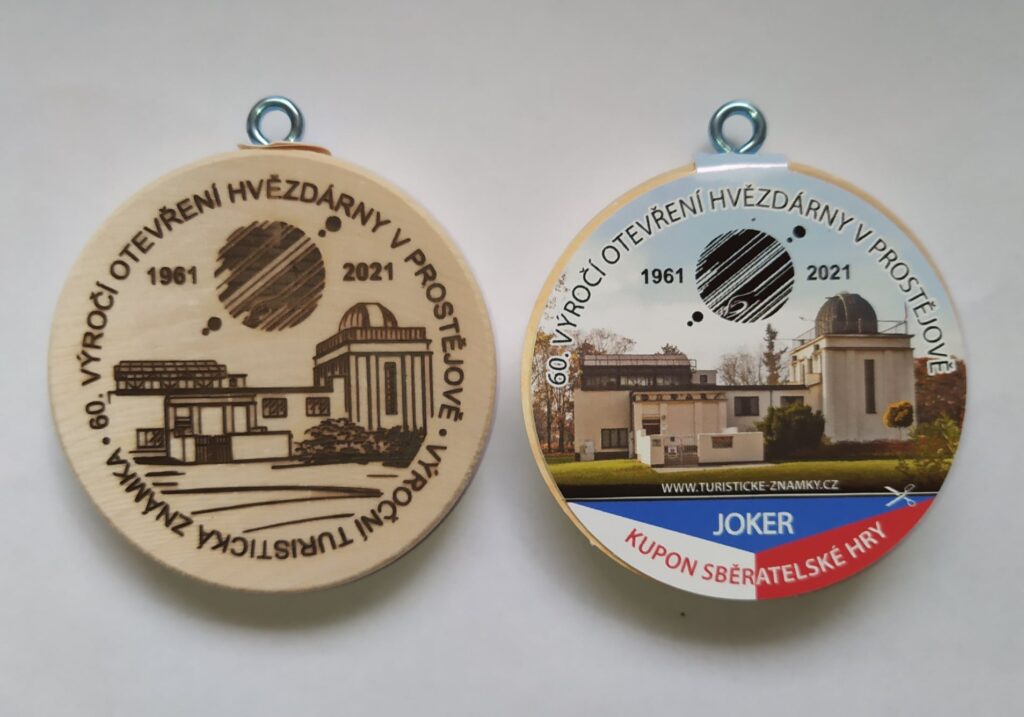 60. VÝROČÍ OTEVŘENÍ HVĚZDÁRNY V PROSTĚJOVĚ • VÝROČNÍ TURISTICKÁ ZNÁMKA •
1961 2021
60. VÝROČÍ OTEVŘENÍ HVĚZDÁRNY V PROSTĚJOVĚ
1961 2021
WWW.TURISTICKE-ZNAMKY.CZ
JOKER
KUPON SBĚRATELSKÉ HRY